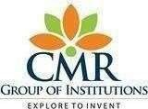 CMR
GROUP OF INSTITUTIONS
EXPLORE TO INVENT